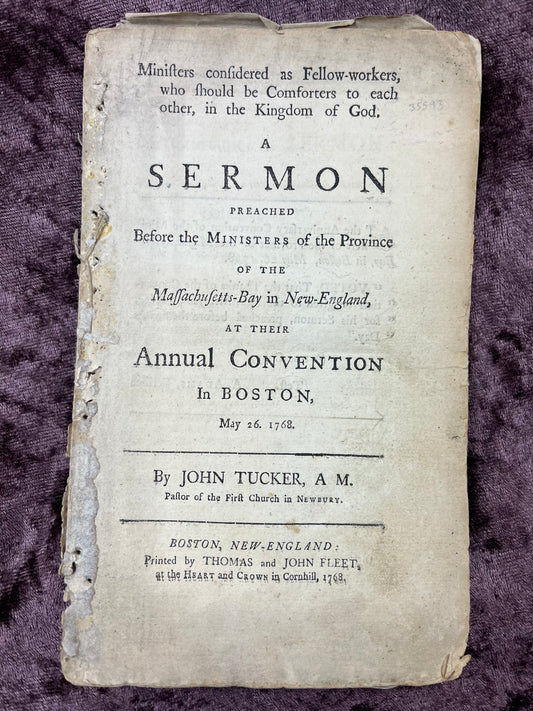 Miniſters conſidered as Fellow-workers,
who ſhould be Comforters to each
other, in the Kingdom of God.
35593
A
SERMON
PREACHED
Before the MINISTERS of the Province
OF THE
Maſſachuſetts-Bay in New-England,
AT THEIR
Annual CONVENTION
In BOSTON,
May 26. 1768.
By JOHN TUCKER, A M.
Paſtor of the Firſt Church in NEWBURY.
BOSTON, NEW-ENGLAND:
Printed by THOMAS and JOHN FLEET,
at the HEART and CROWN in Cornhill, 1768.